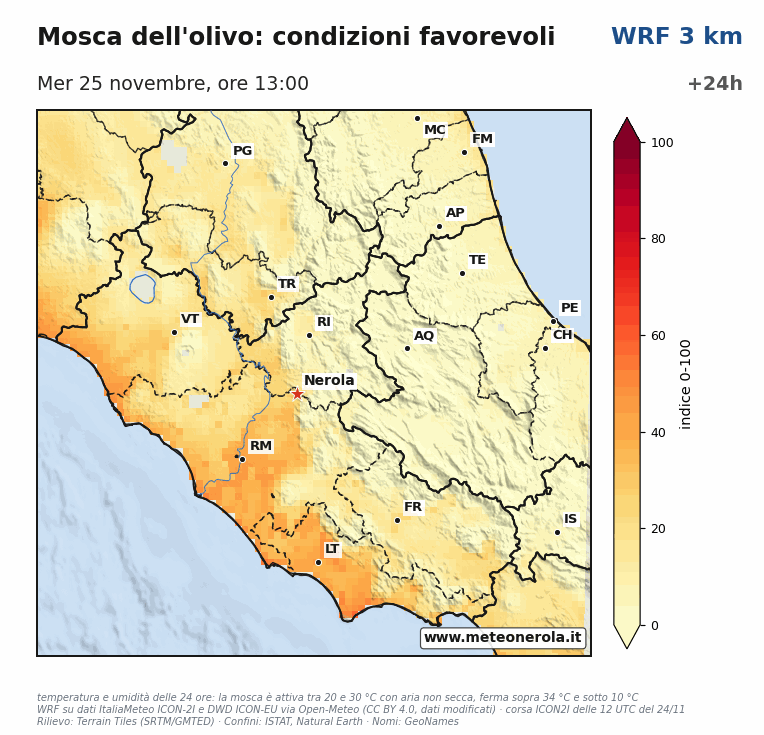 Mosca dell'olivo: condizioni favorevoli
WRF 3 km
Mer 25 novembre, ore 13:00
+24h
MC
FM
PG
AP
TE
TR
PE
VT
RI
AQ
CH
Nerola
RM
FR
IS
LT
www.meteonerola.it
100
80
60
40
20
0
indice 0-100
temperatura e umidità delle 24 ore: la mosca è attiva tra 20 e 30 °C con aria non secca, ferma sopra 34 °C e sotto 10 °C
WRF su dati ItaliaMeteo ICON-2I e DWD ICON-EU via Open-Meteo (CC BY 4.0, dati modificati) · corsa ICON2I delle 12 UTC del 24/11
Rilievo: Terrain Tiles (SRTM/GMTED) · Confini: ISTAT, Natural Earth · Nomi: GeoNames